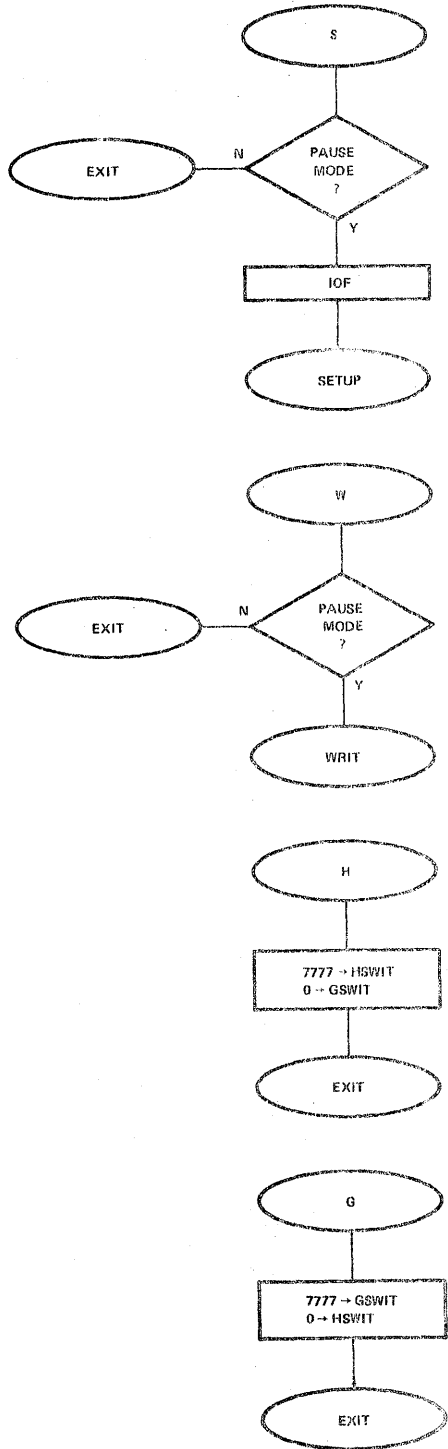 S
PAUSE
MODE
?
N
EXIT
Y
IOF
SETUP
W
PAUSE
MODE
?
N
EXIT
Y
WRIT
H
7777 → HSWIT
0 → GSWIT
EXIT
G
7777 → GSWIT
0 → HSWIT
EXIT